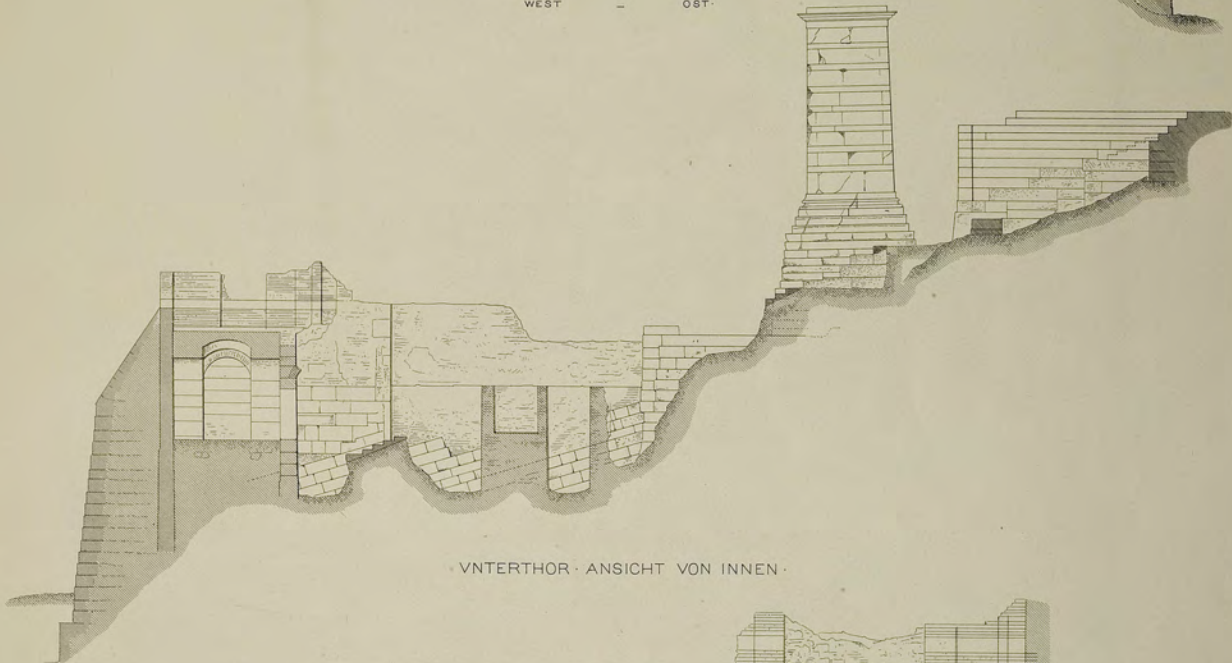 WEST – OST·
· VNTERTHOR · ANSICHT VON INNEN ·